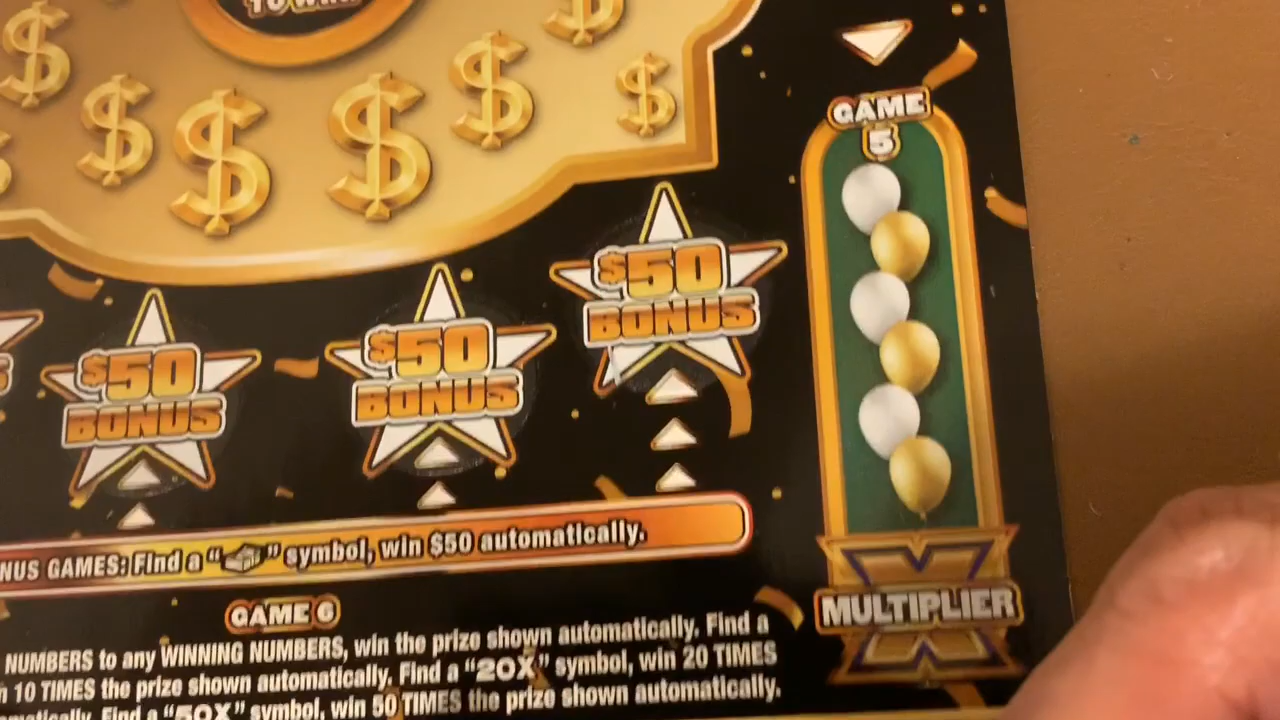 TO WIN
GAME
5
$50
BONUS
$50
BONUS
$50
BONUS
NUS GAMES: Find a "" symbol, win $50 automatically.
GAME 6
NUMBERS to any WINNING NUMBERS, win the prize shown automatically. Find a
10 TIMES the prize shown automatically. Find a "20X" symbol, win 20 TIMES
Find a "50X" symbol, win 50 TIMES the prize shown automatically.
X
MULTIPLIER